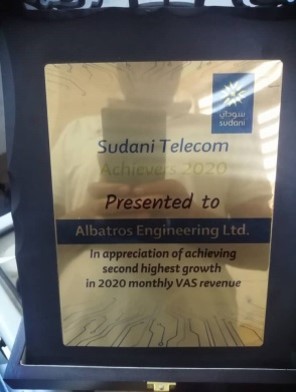 سوداني
sudani
Sudani Telecom
Achievers 2020
Presented to
Albatros Engineering Ltd.
In appreciation of achieving
second highest growth
in 2020 monthly VAS revenue